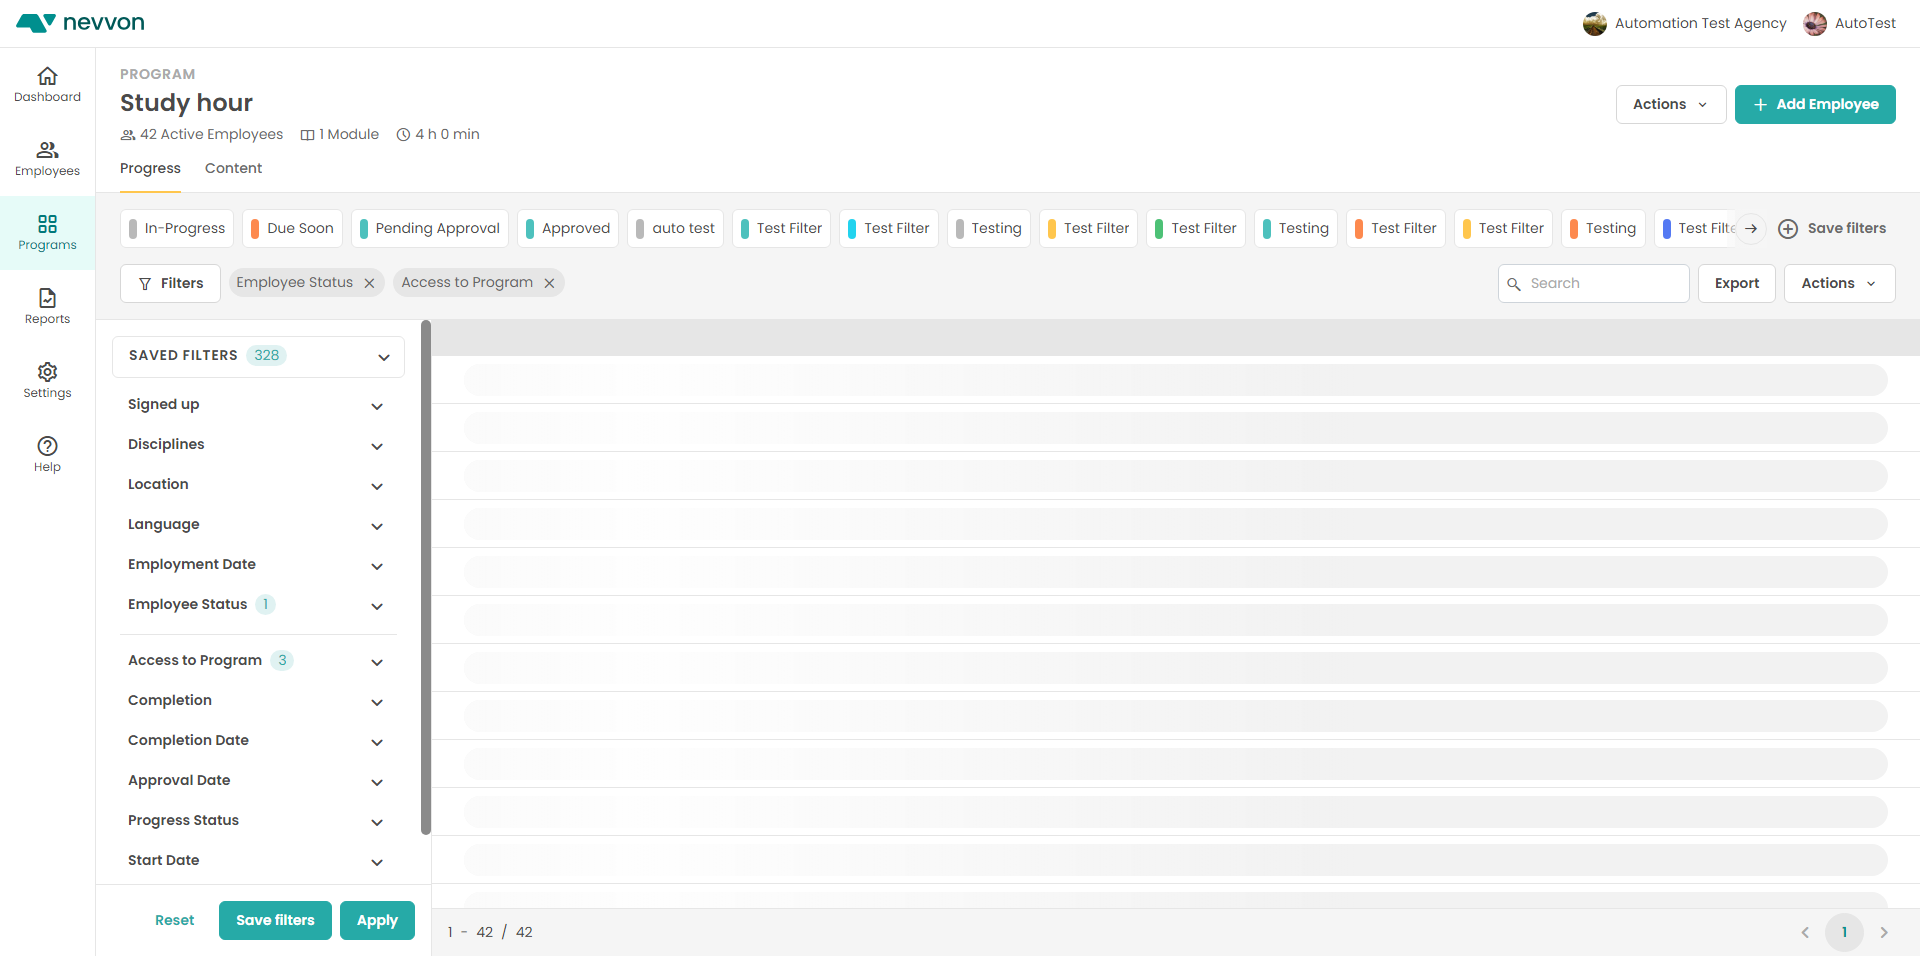 nevvon
Automation Test Agency
AutoTest
Dashboard
Employees
Programs
Reports
Settings
Help
PROGRAM
Study hour
42 Active Employees
1 Module
4 h 0 min
Actions
Add Employee
Progress
Content
In-Progress
Due Soon
Pending Approval
Approved
auto test
Test Filter
Test Filter
Testing
Test Filter
Test Filter
Testing
Test Filter
Test Filter
Testing
Test Filte
Save filters
Filters
Employee Status
Access to Program
Search
Export
Actions
SAVED FILTERS 328
Signed up
Disciplines
Location
Language
Employment Date
Employee Status 1
Access to Program 3
Completion
Completion Date
Approval Date
Progress Status
Start Date
Reset
Save filters
Apply
1 - 42 / 42
1